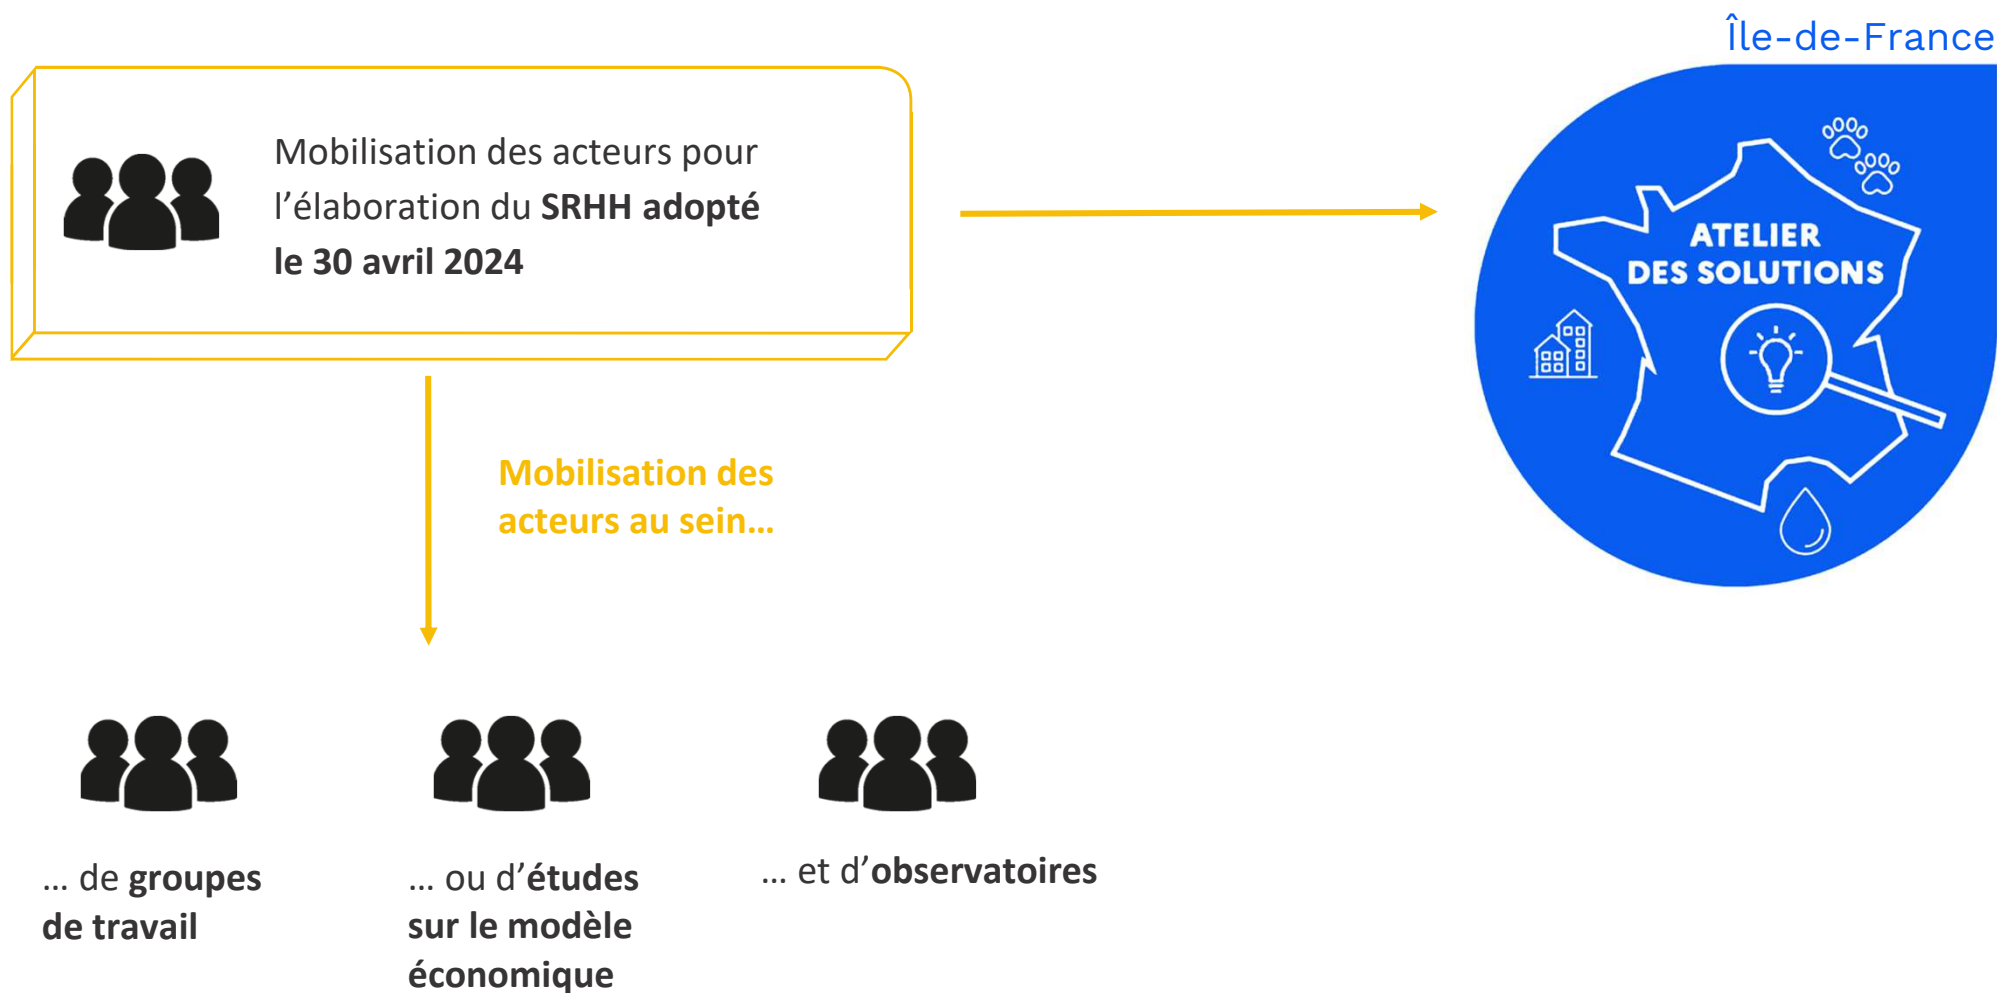 Île-de-France
Mobilisation des acteurs pour
l’élaboration du SRHH adopté
le 30 avril 2024
ATELIER
DES SOLUTIONS
Mobilisation des
acteurs au sein…
… de groupes
de travail
… ou d’études
sur le modèle
économique
… et d’observatoires